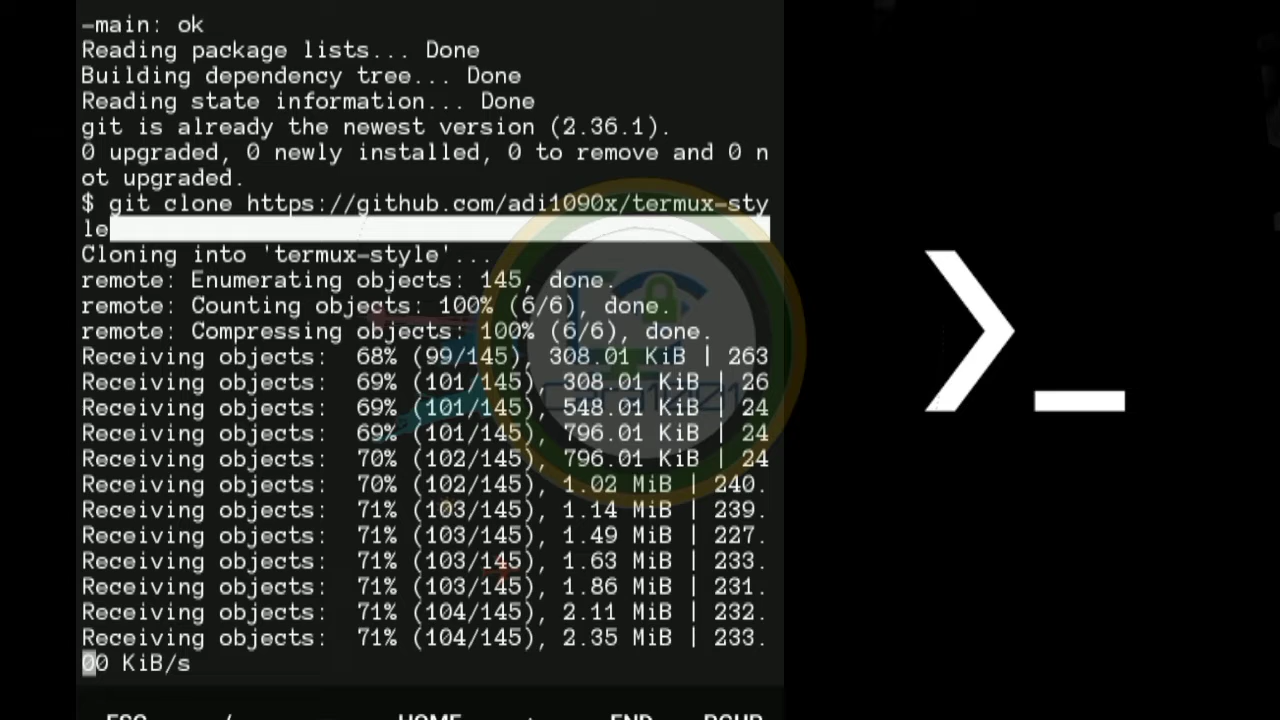 -main: ok
Reading package lists... Done
Building dependency tree... Done
Reading state information... Done
git is already the newest version (2.36.1).
0 upgraded, 0 newly installed, 0 to remove and 0 n
ot upgraded.
$ git clone https://github.com/adi1090x/termux-sty
le
Cloning into 'termux-style'...
remote: Enumerating objects: 145, done.
remote: Counting objects: 100% (6/6), done.
remote: Compressing objects: 100% (6/6), done.
Receiving objects:  68% (99/145), 308.01 KiB | 263
Receiving objects:  69% (101/145), 308.01 KiB | 26
Receiving objects:  69% (101/145), 548.01 KiB | 24
Receiving objects:  69% (101/145), 796.01 KiB | 24
Receiving objects:  70% (102/145), 796.01 KiB | 24
Receiving objects:  70% (102/145), 1.02 MiB | 240.
Receiving objects:  71% (103/145), 1.14 MiB | 239.
Receiving objects:  71% (103/145), 1.49 MiB | 227.
Receiving objects:  71% (103/145), 1.63 MiB | 233.
Receiving objects:  71% (103/145), 1.86 MiB | 231.
Receiving objects:  71% (104/145), 2.11 MiB | 232.
Receiving objects:  71% (104/145), 2.35 MiB | 233.
00 KiB/s
ESC / HOME END PGUP
❯_